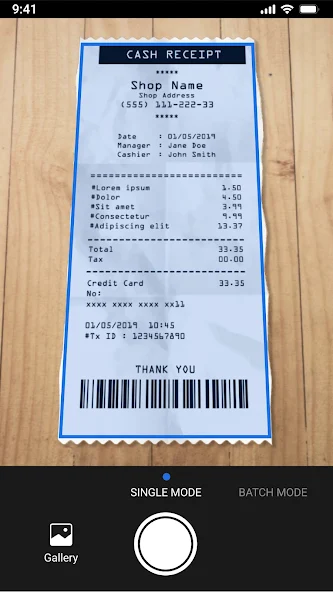 9:41
CASH RECEIPT
*****
Shop Name
Shop Address
(555) 111-222-33
*****
Date : 01/05/2019
Manager : Jane Doe
Cashier : John Smith
#Lorem ipsum 1.50
#Dolor 4.50
#Sit amet 3.99
#Consectetur 9.99
#Adipiscing elit 13.37
Total 33.35
Tax 00.00
Credit Card 33.35
No:
xxxx xxxx xxxx xx11
01/05/2019 10:45
#Tx ID : 1234567890
THANK YOU
SINGLE MODE BATCH MODE
Gallery